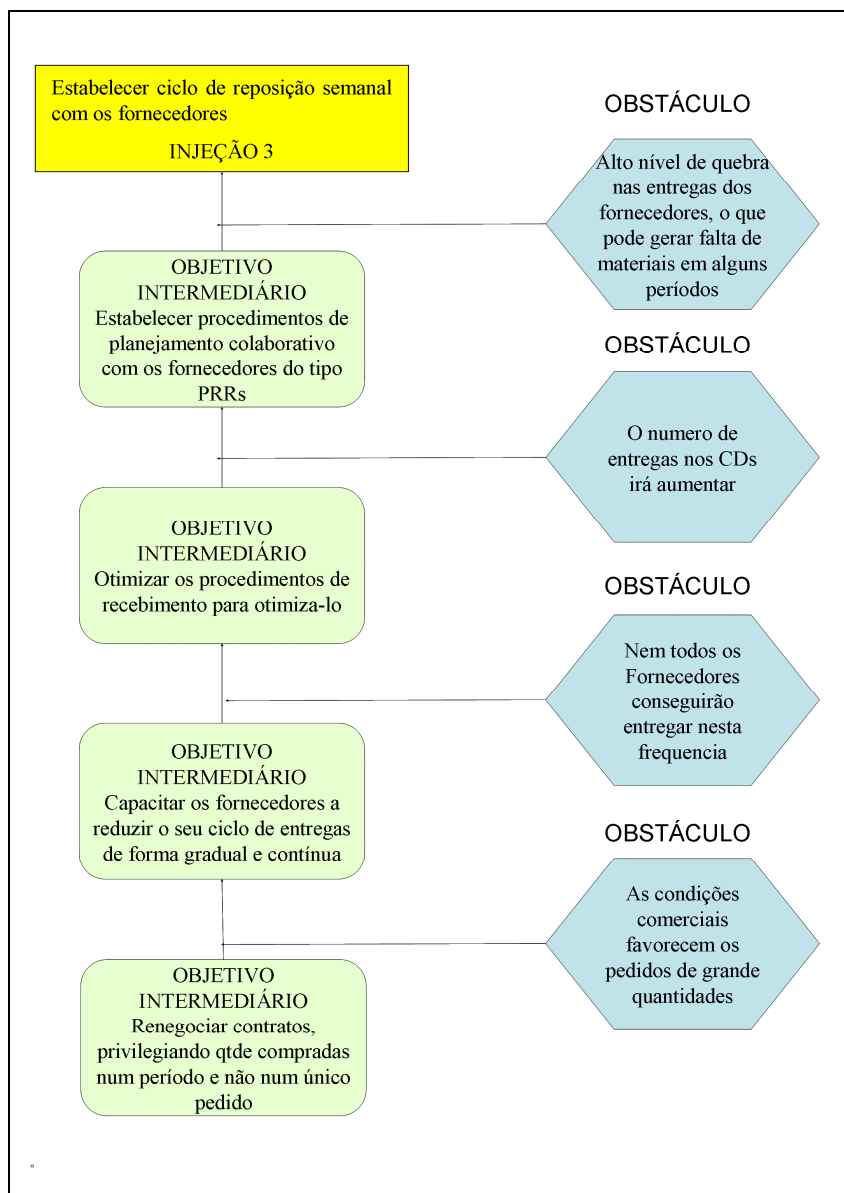 Estabelecer ciclo de reposição semanal
com os fornecedores
INJEÇÃO 3
OBSTÁCULO
Alto nível de quebra
nas entregas dos
fornecedores, o que
pode gerar falta de
materiais em alguns
períodos
OBJETIVO
INTERMEDIÁRIO
Estabelecer procedimentos de
planejamento colaborativo
com os fornecedores do tipo
PRRs
OBSTÁCULO
O numero de
entregas nos CDs
irá aumentar
OBJETIVO
INTERMEDIÁRIO
Otimizar os procedimentos de
recebimento para otimiza-lo
OBSTÁCULO
Nem todos os
Fornecedores
conseguirão
entregar nesta
frequencia
OBJETIVO
INTERMEDIÁRIO
Capacitar os fornecedores a
reduzir o seu ciclo de entregas
de forma gradual e contínua
OBSTÁCULO
As condições
comerciais
favorecem os
pedidos de grande
quantidades
OBJETIVO
INTERMEDIÁRIO
Renegociar contratos,
privilegiando qtde compradas
num período e não num único
pedido